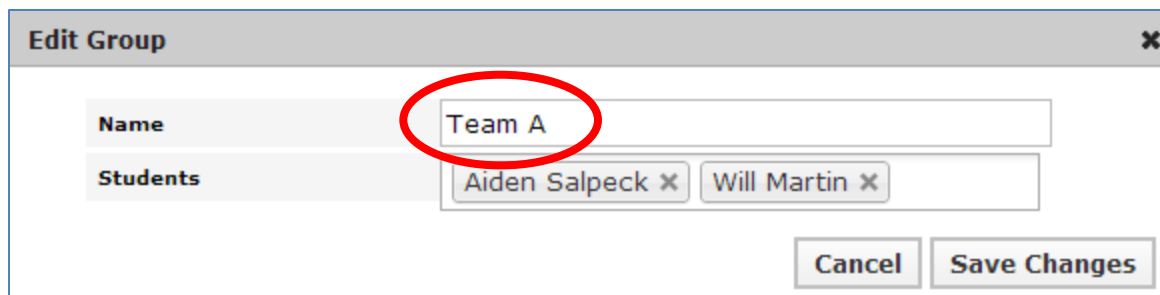 Edit Group ×
Name Team A
Students Aiden Salpeck × Will Martin ×
Cancel Save Changes